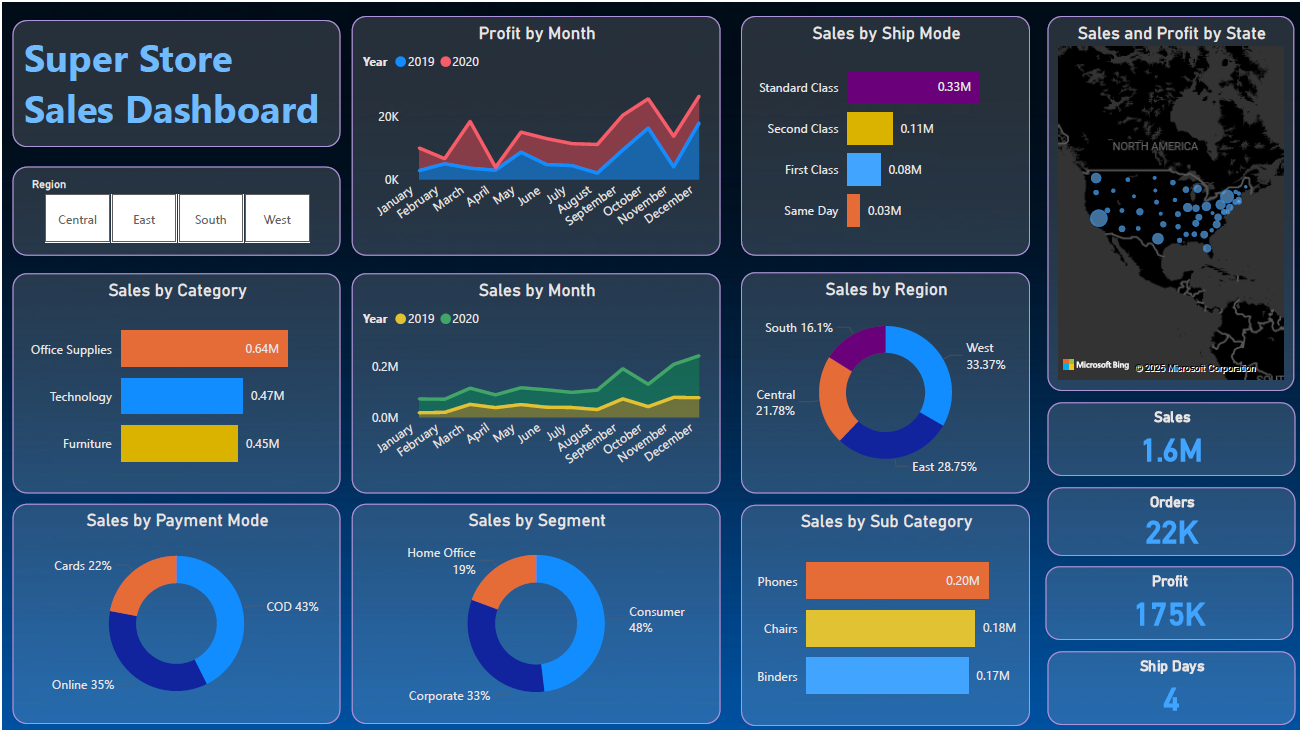 Super Store
Sales Dashboard
Region
Central
East
South
West
Profit by Month
Year 2019 2020
20K
0K
January
February
March
April
May
June
July
August
September
October
November
December
Sales by Ship Mode
Standard Class 0.33M
Second Class 0.11M
First Class 0.08M
Same Day 0.03M
Sales and Profit by State
NORTH AMERICA
Microsoft Bing
© 2025 Microsoft Corporation
SOUT
Sales by Category
Office Supplies 0.64M
Technology 0.47M
Furniture 0.45M
Sales by Month
Year 2019 2020
0.2M
0.0M
January
February
March
April
May
June
July
August
September
October
November
December
Sales by Region
South 16.1%
West
33.37%
Central
21.78%
East 28.75%
Sales
1.6M
Orders
22K
Profit
175K
Ship Days
4
Sales by Payment Mode
Cards 22%
COD 43%
Online 35%
Sales by Segment
Home Office
19%
Consumer
48%
Corporate 33%
Sales by Sub Category
Phones 0.20M
Chairs 0.18M
Binders 0.17M